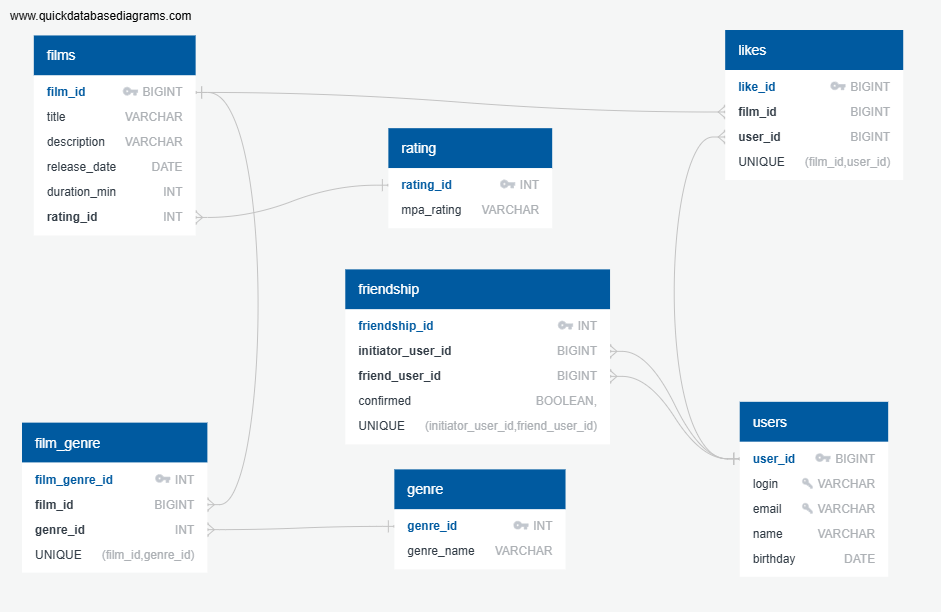 www.quickdatabasediagrams.com
films
film_id BIGINT
title VARCHAR
description VARCHAR
release_date DATE
duration_min INT
rating_id INT
likes
like_id BIGINT
film_id BIGINT
user_id BIGINT
UNIQUE (film_id,user_id)
rating
rating_id INT
mpa_rating VARCHAR
friendship
friendship_id INT
initiator_user_id BIGINT
friend_user_id BIGINT
confirmed BOOLEAN,
UNIQUE (initiator_user_id,friend_user_id)
film_genre
film_genre_id INT
film_id BIGINT
genre_id INT
UNIQUE (film_id,genre_id)
genre
genre_id INT
genre_name VARCHAR
users
user_id BIGINT
login VARCHAR
email VARCHAR
name VARCHAR
birthday DATE